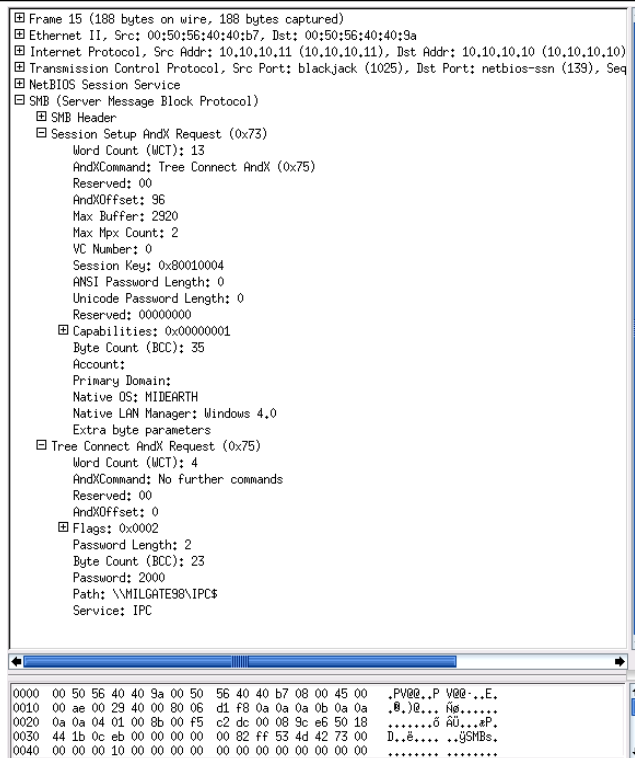 Frame 15 (188 bytes on wire, 188 bytes captured)
Ethernet II, Src: 00:50:56:40:40:b7, Dst: 00:50:56:40:40:9a
Internet Protocol, Src Addr: 10.10.10.11 (10.10.10.11), Dst Addr: 10.10.10.10 (10.10.10.10)
Transmission Control Protocol, Src Port: blackjack (1025), Dst Port: netbios-ssn (139), Seq
NetBIOS Session Service
SMB (Server Message Block Protocol)
SMB Header
Session Setup AndX Request (0x73)
Word Count (WCT): 13
AndXCommand: Tree Connect AndX (0x75)
Reserved: 00
AndXOffset: 96
Max Buffer: 2920
Max Mpx Count: 2
VC Number: 0
Session Key: 0x80010004
ANSI Password Length: 0
Unicode Password Length: 0
Reserved: 00000000
Capabilities: 0x00000001
Byte Count (BCC): 35
Account:
Primary Domain:
Native OS: MIDEARTH
Native LAN Manager: Windows 4.0
Extra byte parameters
Tree Connect AndX Request (0x75)
Word Count (WCT): 4
AndXCommand: No further commands
Reserved: 00
AndXOffset: 0
Flags: 0x0002
Password Length: 2
Byte Count (BCC): 23
Password: 2000
Path: \\MILGATE98\IPC$
Service: IPC
0000 00 50 56 40 40 9a 00 50 56 40 40 b7 08 00 45 00 .PV@@..P V@@·..E.
0010 00 ae 00 29 40 00 80 06 d1 f8 0a 0a 0a 0b 0a 0a .®.)@... Ñø......
0020 0a 0a 04 01 00 8b 00 f5 c2 dc 00 08 9c e6 50 18 .......õ ÂÜ...æP.
0030 44 1b 0c eb 00 00 00 00 00 82 ff 53 4d 42 73 00 D..ë.... ..ÿSMBs.
0040 00 00 00 10 00 00 00 00 00 00 00 00 00 00 00 00 ........ ........